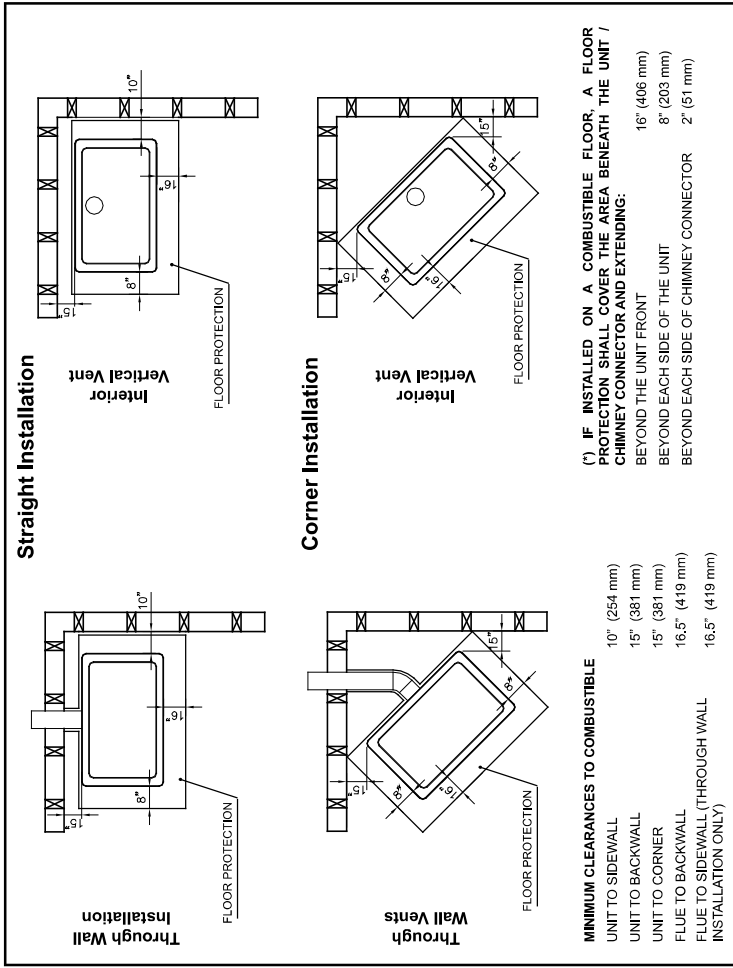 Straight Installation
Through Wall
Installation
15"
10"
8"
16"
FLOOR PROTECTION
Interior
Vertical Vent
15"
10"
8"
16"
FLOOR PROTECTION
Corner Installation
Through
Wall Vents
15"
15"
8"
8"
16"
FLOOR PROTECTION
Interior
Vertical Vent
15"
15"
8"
8"
16"
FLOOR PROTECTION
MINIMUM CLEARANCES TO COMBUSTIBLE
UNIT TO SIDEWALL 10" (254 mm)
UNIT TO BACKWALL 15" (381 mm)
UNIT TO CORNER 15" (381 mm)
FLUE TO BACKWALL 16.5" (419 mm)
FLUE TO SIDEWALL (THROUGH WALL
INSTALLATION ONLY) 16.5" (419 mm)
(*) IF INSTALLED ON A COMBUSTIBLE FLOOR, A FLOOR
PROTECTION SHALL COVER THE AREA BENEATH THE UNIT /
CHIMNEY CONNECTOR AND EXTENDING:
BEYOND THE UNIT FRONT 16" (406 mm)
BEYOND EACH SIDE OF THE UNIT 8" (203 mm)
BEYOND EACH SIDE OF CHIMNEY CONNECTOR 2" (51 mm)